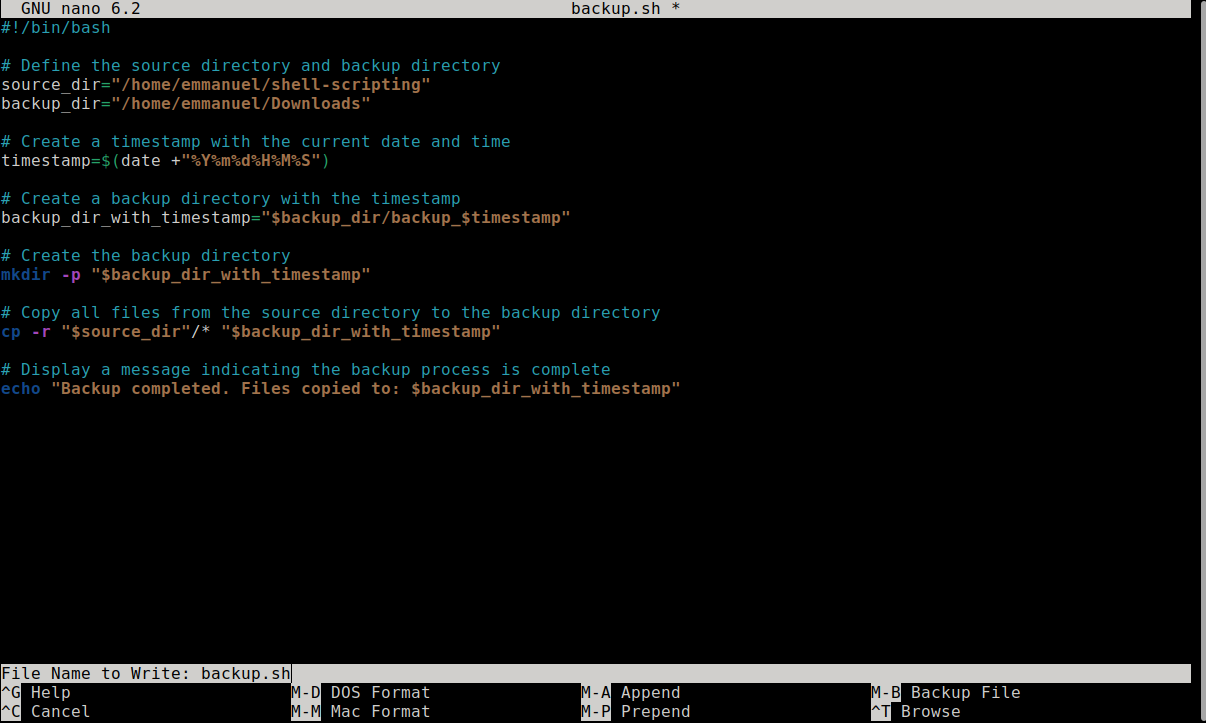 GNU nano 6.2 backup.sh *
#!/bin/bash
# Define the source directory and backup directory
source_dir="/home/emmanuel/shell-scripting"
backup_dir="/home/emmanuel/Downloads"
# Create a timestamp with the current date and time
timestamp=$(date +"%Y%m%d%H%M%S")
# Create a backup directory with the timestamp
backup_dir_with_timestamp="$backup_dir/backup_$timestamp"
# Create the backup directory
mkdir -p "$backup_dir_with_timestamp"
# Copy all files from the source directory to the backup directory
cp -r "$source_dir"/* "$backup_dir_with_timestamp"
# Display a message indicating the backup process is complete
echo "Backup completed. Files copied to: $backup_dir_with_timestamp"
File Name to Write: backup.sh
^G Help M-D DOS Format M-A Append M-B Backup File
^C Cancel M-M Mac Format M-P Prepend ^T Browse